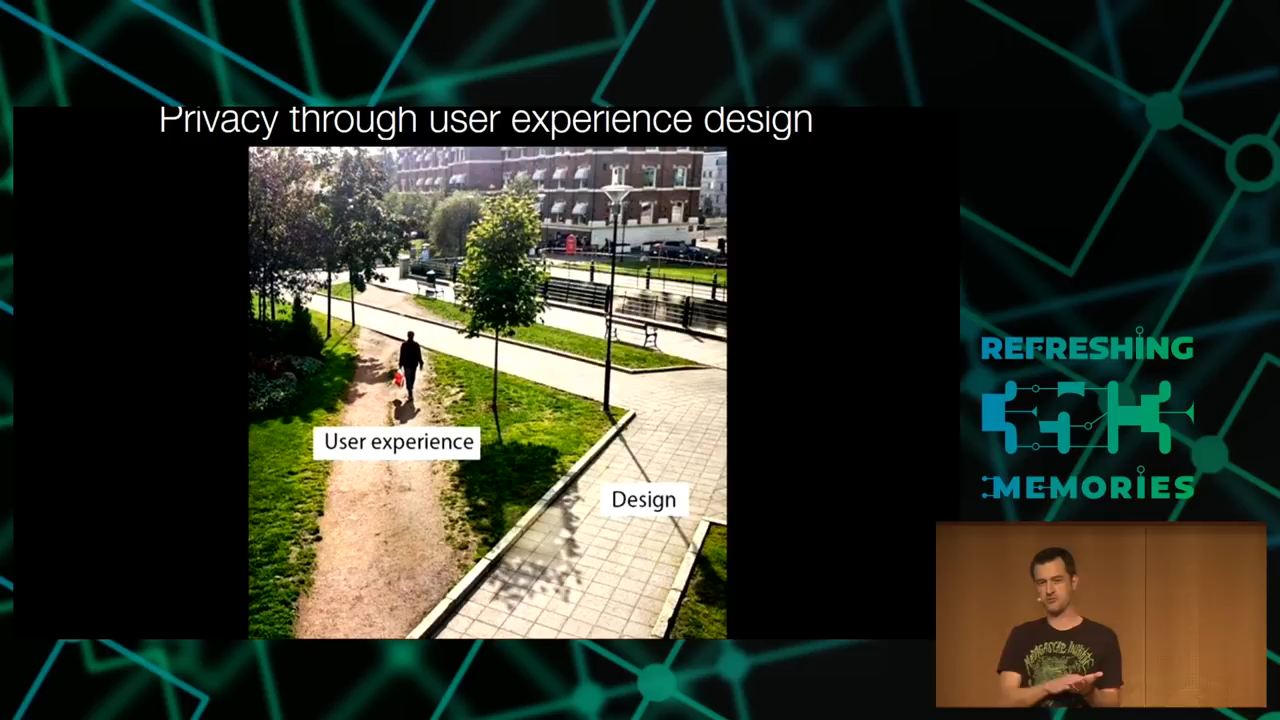 Privacy through user experience design
User experience
Design
REFRESHING
MEMORIES